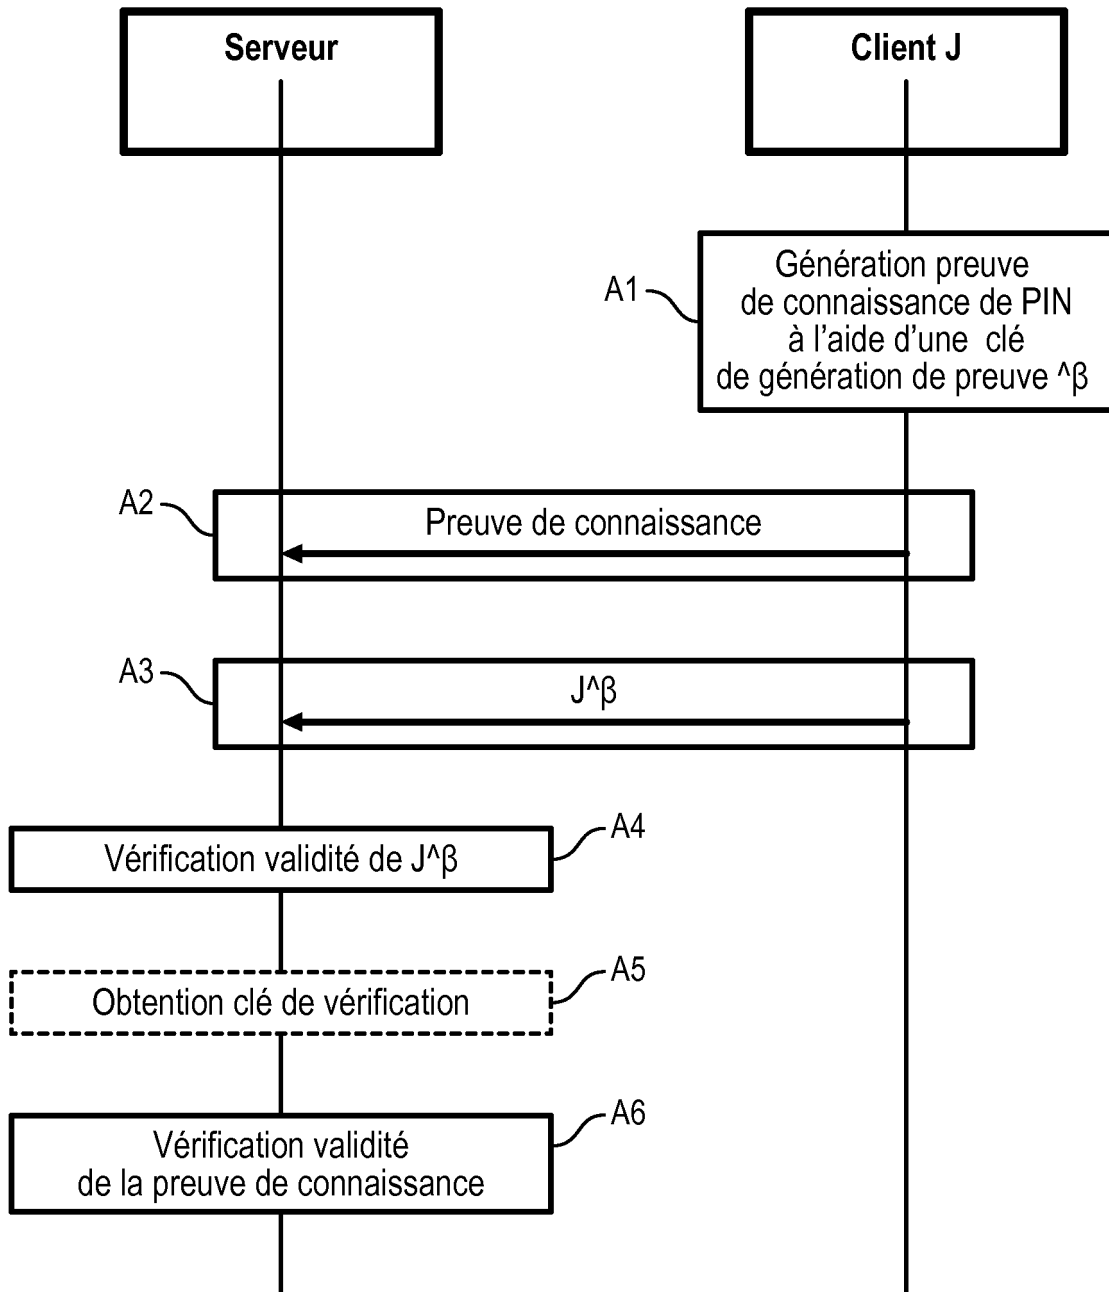 Serveur
Client J
A1
Génération preuve
de connaissance de PIN
à l'aide d'une clé
de génération de preuve ^β
A2
Preuve de connaissance
A3
J^β
A4
Vérification validité de J^β
A5
Obtention clé de vérification
A6
Vérification validité
de la preuve de connaissance